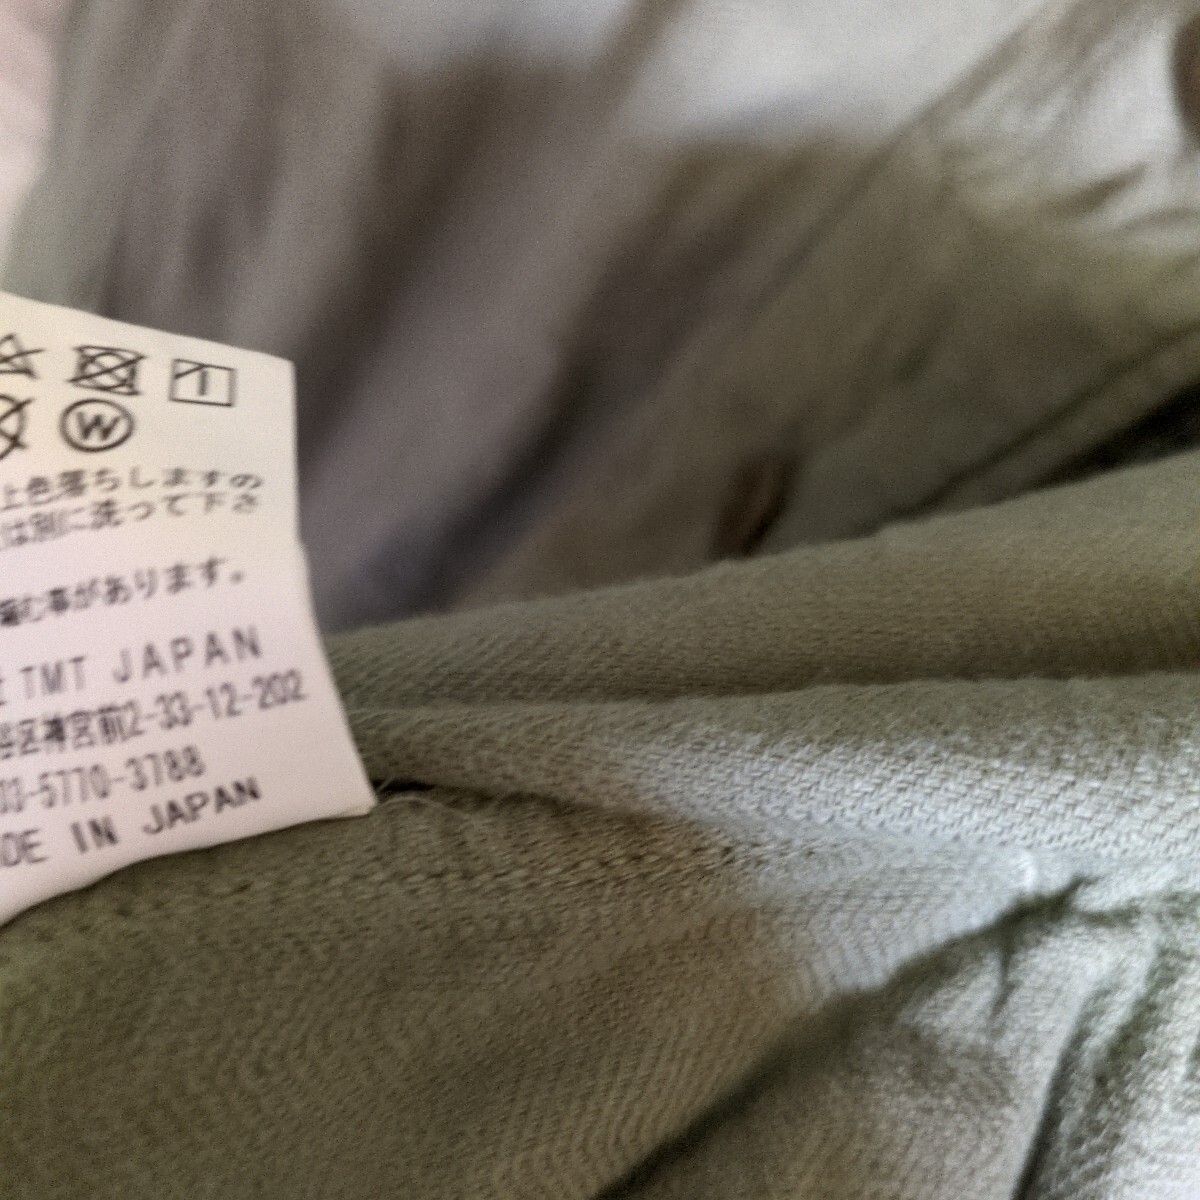 W
上色落ちしますの
は別に洗って下さ
縮む事があります。
TMT JAPAN
谷区神宮前2-33-12-202
03-5770-3788
DE IN JAPAN